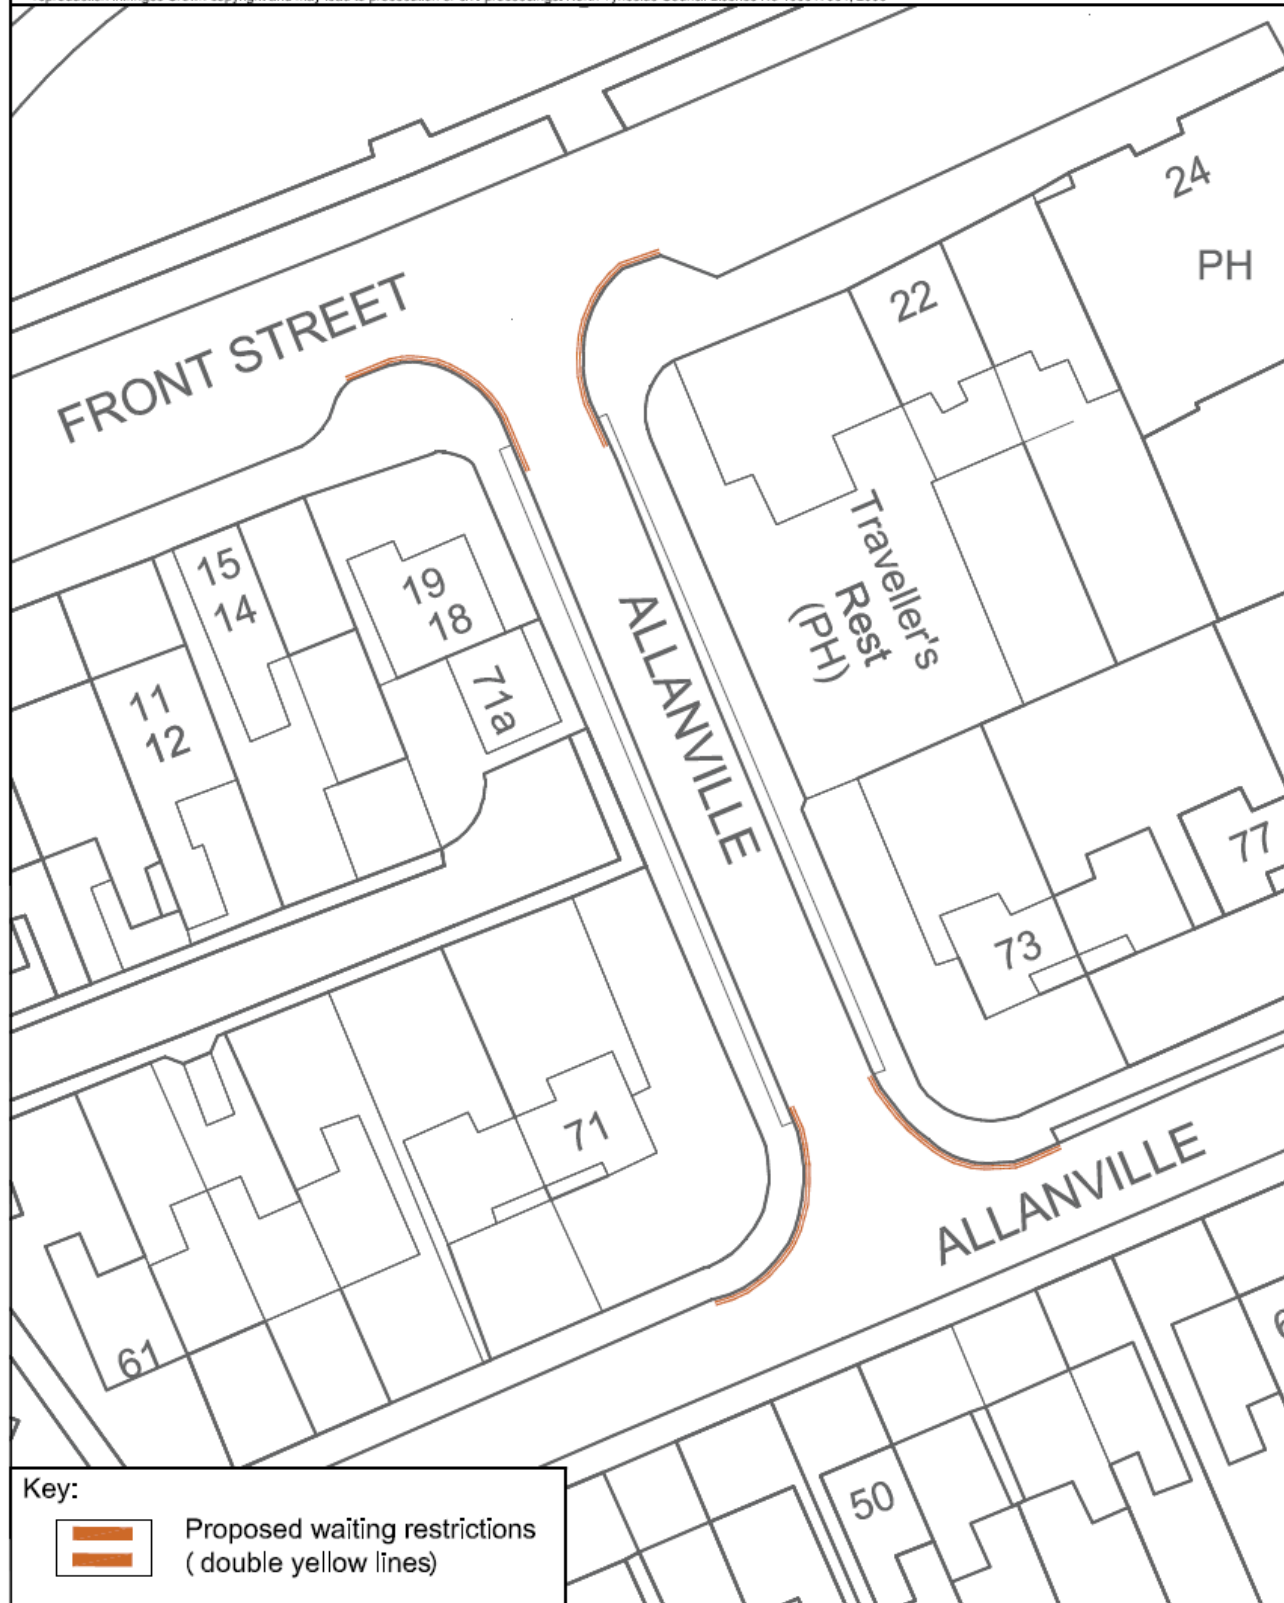 24
PH
22
FRONT STREET
15
14
19
18
Traveller's
Rest
(PH)
ALLANVILLE
71a
11
12
77
73
71
ALLANVILLE
61
50
Key:
Proposed waiting restrictions
( double yellow lines)